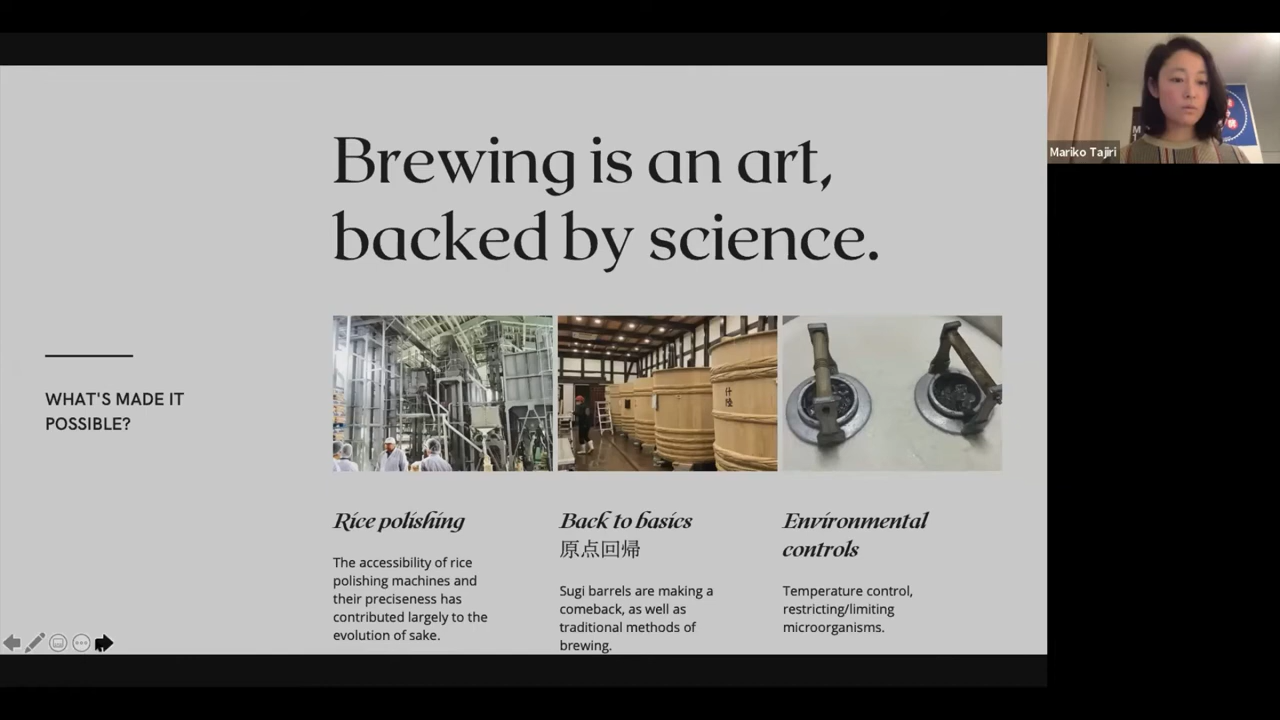 Brewing is an art,
backed by science.
WHAT'S MADE IT
POSSIBLE?
Rice polishing
The accessibility of rice
polishing machines and
their preciseness has
contributed largely to the
evolution of sake.
Back to basics
原点回帰
Sugi barrels are making a
comeback, as well as
traditional methods of
brewing.
Environmental
controls
Temperature control,
restricting/limiting
microorganisms.
Mariko Tajiri